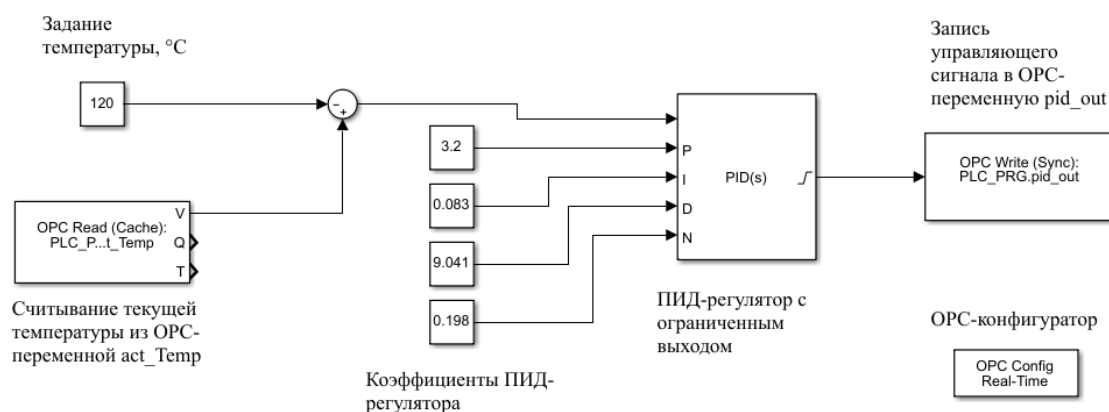 Задание
температуры, °C
120
-
+
OPC Read (Cache):
PLC_P...t_Temp
V
Q
T
Считывание текущей
температуры из OPC-
переменной act_Temp
3.2
0.083
9.041
0.198
Коэффициенты ПИД-
регулятора
P
I
D
N
PID(s)
ПИД-регулятор с
ограниченным
выходом
Запись
управляющего
сигнала в OPC-
переменную pid_out
OPC Write (Sync):
PLC_PRG.pid_out
OPC-конфигуратор
OPC Config
Real-Time